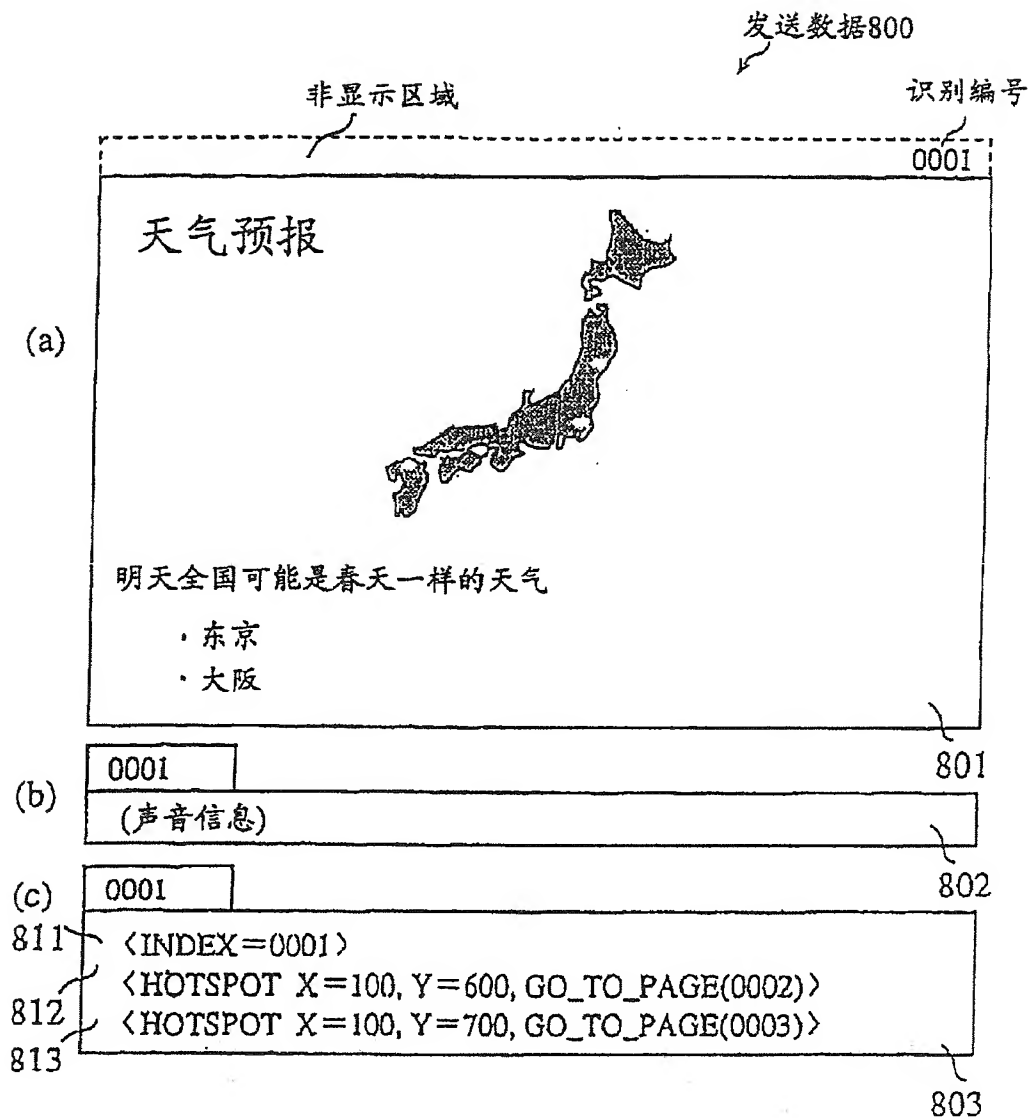 发送数据800
非显示区域
识别编号
0001
天气预报
(a)
明天全国可能是春天一样的天气
·东京
·大阪
801
(b)
0001
(声音信息)
802
(c)
0001
811
<INDEX=0001>
812
<HOTSPOT X=100, Y=600, GO_TO_PAGE(0002)>
813
<HOTSPOT X=100, Y=700, GO_TO_PAGE(0003)>
803